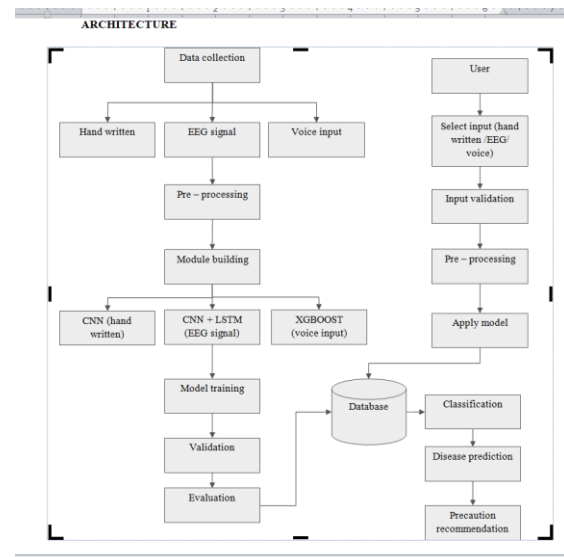 ARCHITECTURE
Data collection
User
Hand written
EEG signal
Voice input
Select input (hand
written /EEG/
voice)
Pre – processing
Input validation
Module building
Pre – processing
CNN (hand
written)
CNN + LSTM
(EEG signal)
XGBOOST
(voice input)
Apply model
Model training
Database
Classification
Validation
Disease prediction
Evaluation
Precaution
recommendation